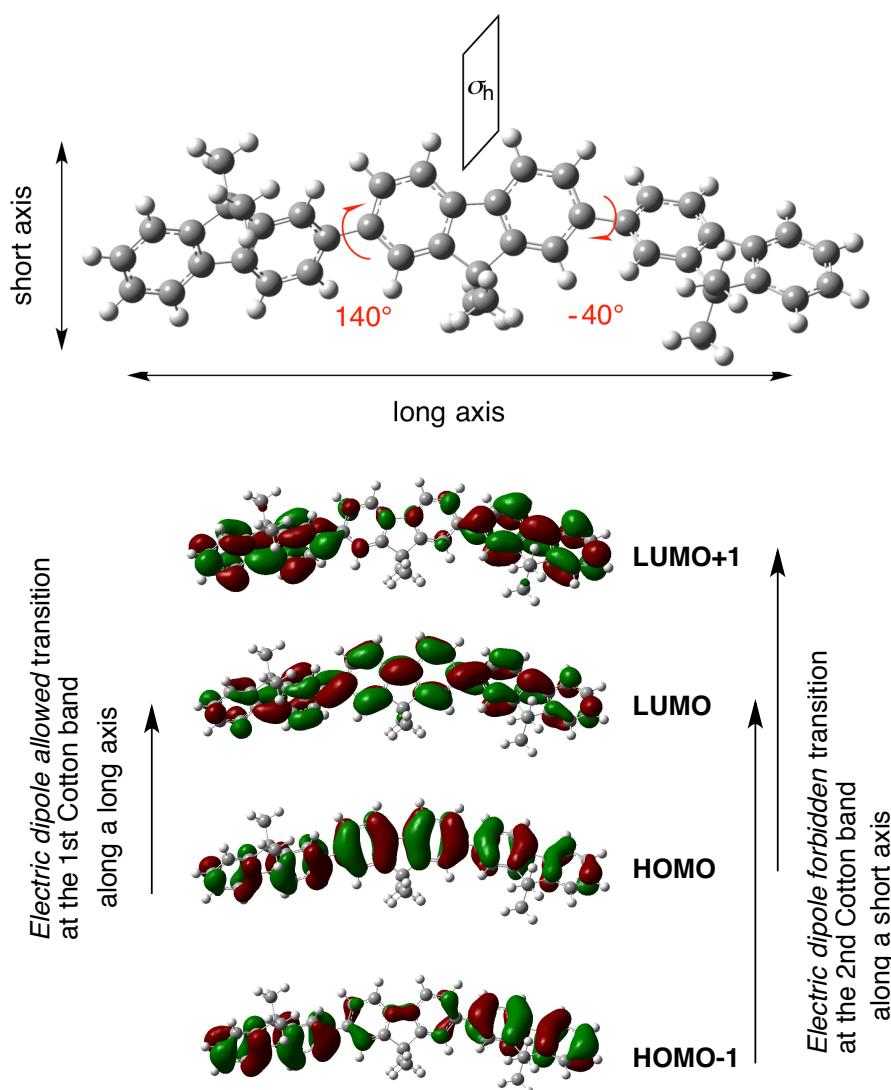 σh
short axis
140°
-40°
long axis
LUMO+1
LUMO
HOMO
HOMO-1
Electric dipole allowed transition
at the 1st Cotton band
along a long axis
Electric dipole forbidden transition
at the 2nd Cotton band
along a short axis